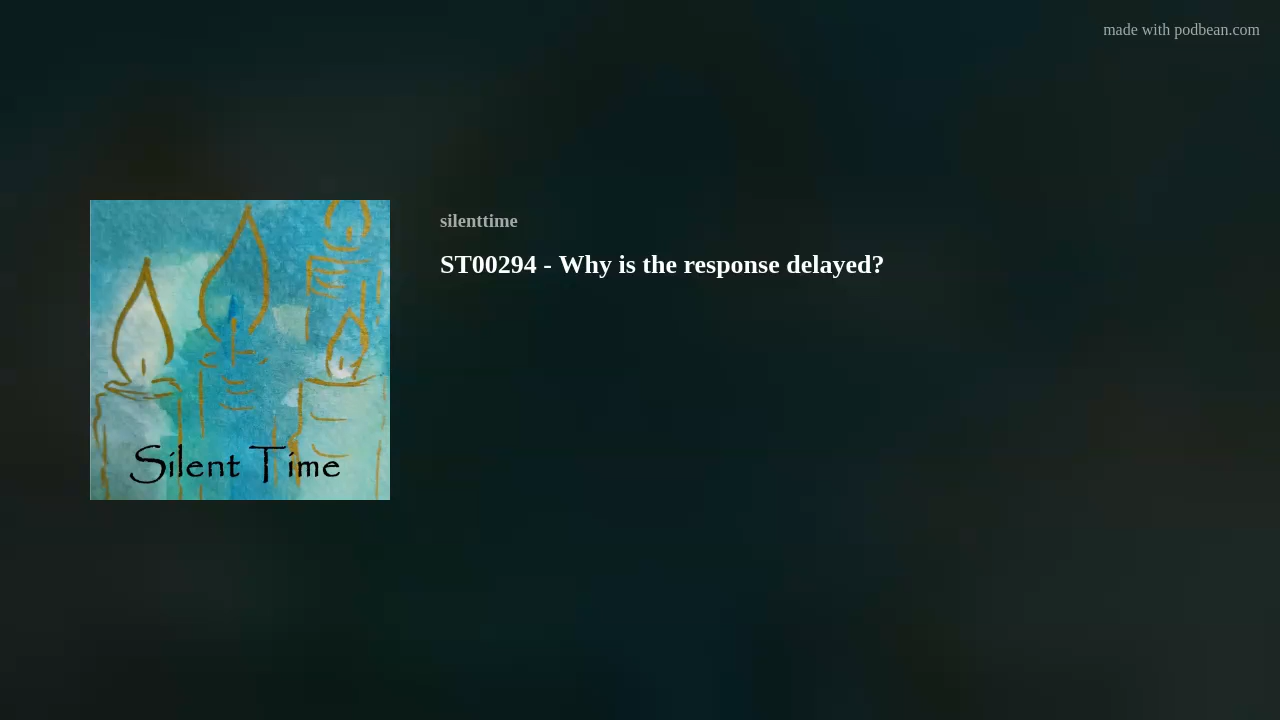 made with podbean.com
silenttime
ST00294 - Why is the response delayed?
Silent Time